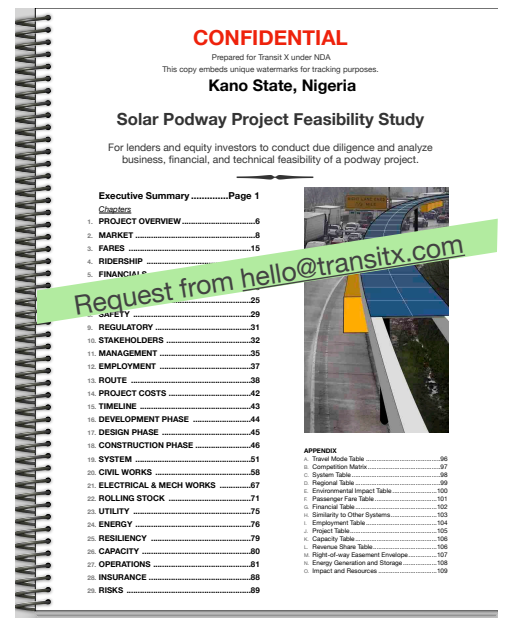 CONFIDENTIAL
Prepared for Transit X under NDA
This copy embeds unique watermarks for tracking purposes.
Kano State, Nigeria
Solar Podway Project Feasibility Study
For lenders and equity investors to conduct due diligence and analyze
business, financial, and technical feasibility of a podway project.
Executive Summary ..............Page 1
Chapters
1. PROJECT OVERVIEW ..................................6
2. MARKET ..................................8
3. FARES ..................................15
4. RIDERSHIP
5. FINANCIALS
Request from hello@transitx.com
25
8. SAFETY ..................................29
9. REGULATORY ..................................31
10. STAKEHOLDERS ..................................32
11. MANAGEMENT ..................................35
12. EMPLOYMENT ..................................37
13. ROUTE ..................................38
14. PROJECT COSTS ..................................42
15. TIMELINE ..................................43
16. DEVELOPMENT PHASE ..................................44
17. DESIGN PHASE ..................................45
18. CONSTRUCTION PHASE ..................................46
19. SYSTEM ..................................51
20. CIVIL WORKS ..................................58
21. ELECTRICAL & MECH WORKS ..................................67
22. ROLLING STOCK ..................................71
23. UTILITY ..................................75
24. ENERGY ..................................76
25. RESILIENCY ..................................79
26. CAPACITY ..................................80
27. OPERATIONS ..................................81
28. INSURANCE ..................................88
29. RISKS ..................................89
APPENDIX
A. Travel Mode Table ..................................96
B. Competition Matrix ..................................97
C. System Table ..................................98
D. Regional Table ..................................99
E. Environmental Impact Table ..................................100
F. Passenger Fare Table ..................................101
G. Financial Table ..................................102
H. Similarity to Other Systems ..................................103
I. Employment Table ..................................104
J. Project Table ..................................105
K. Capacity Table ..................................106
L. Revenue Share Table ..................................106
M. Right-of-way Easement Envelope ..................................107
N. Energy Generation and Storage ..................................108
O. Impact and Resources ..................................109